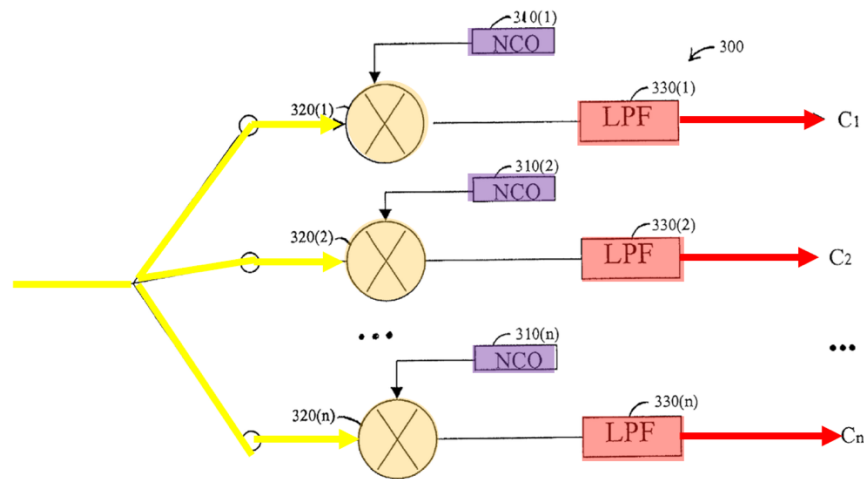 310(1)
NCO
300
320(1)
330(1)
LPF
C1
310(2)
NCO
320(2)
330(2)
LPF
C2
...
310(n)
NCO
...
320(n)
330(n)
LPF
Cn